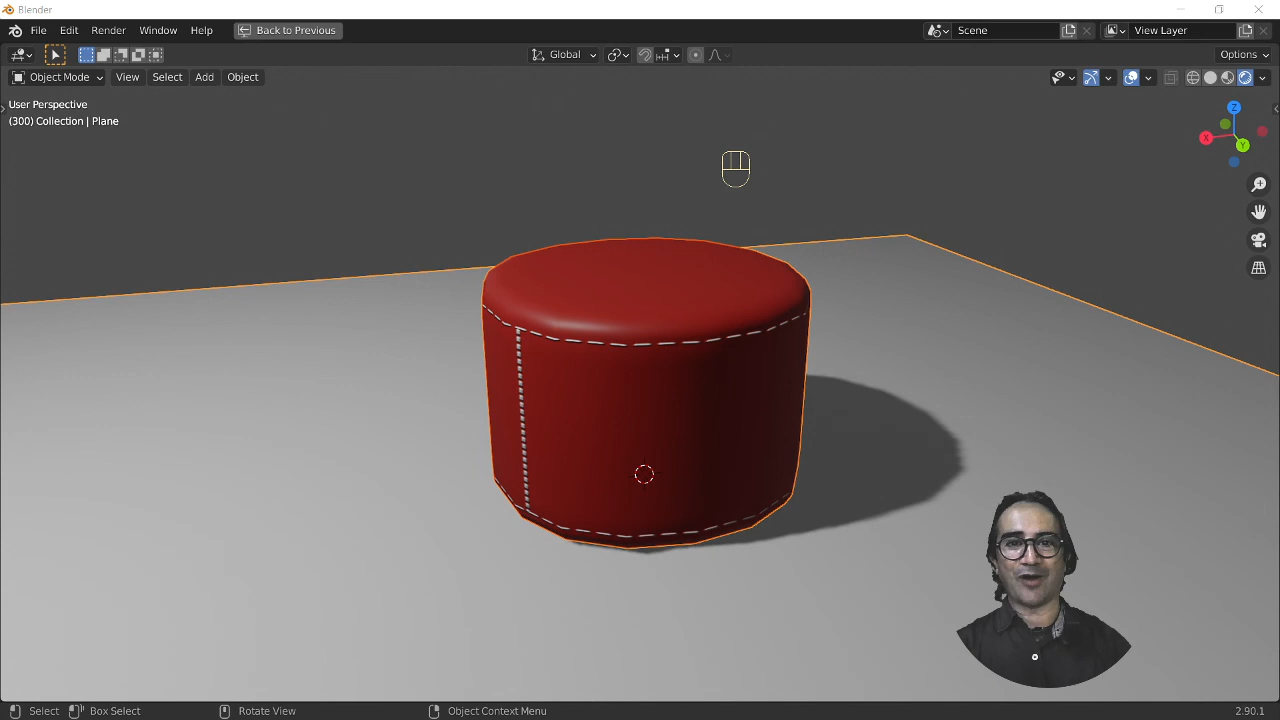 Blender
File Edit Render Window Help Back to Previous Scene View Layer
Global Options
Object Mode View Select Add Object
User Perspective
(300) Collection | Plane
Z
X
Y
Select Box Select Rotate View Object Context Menu 2.90.1